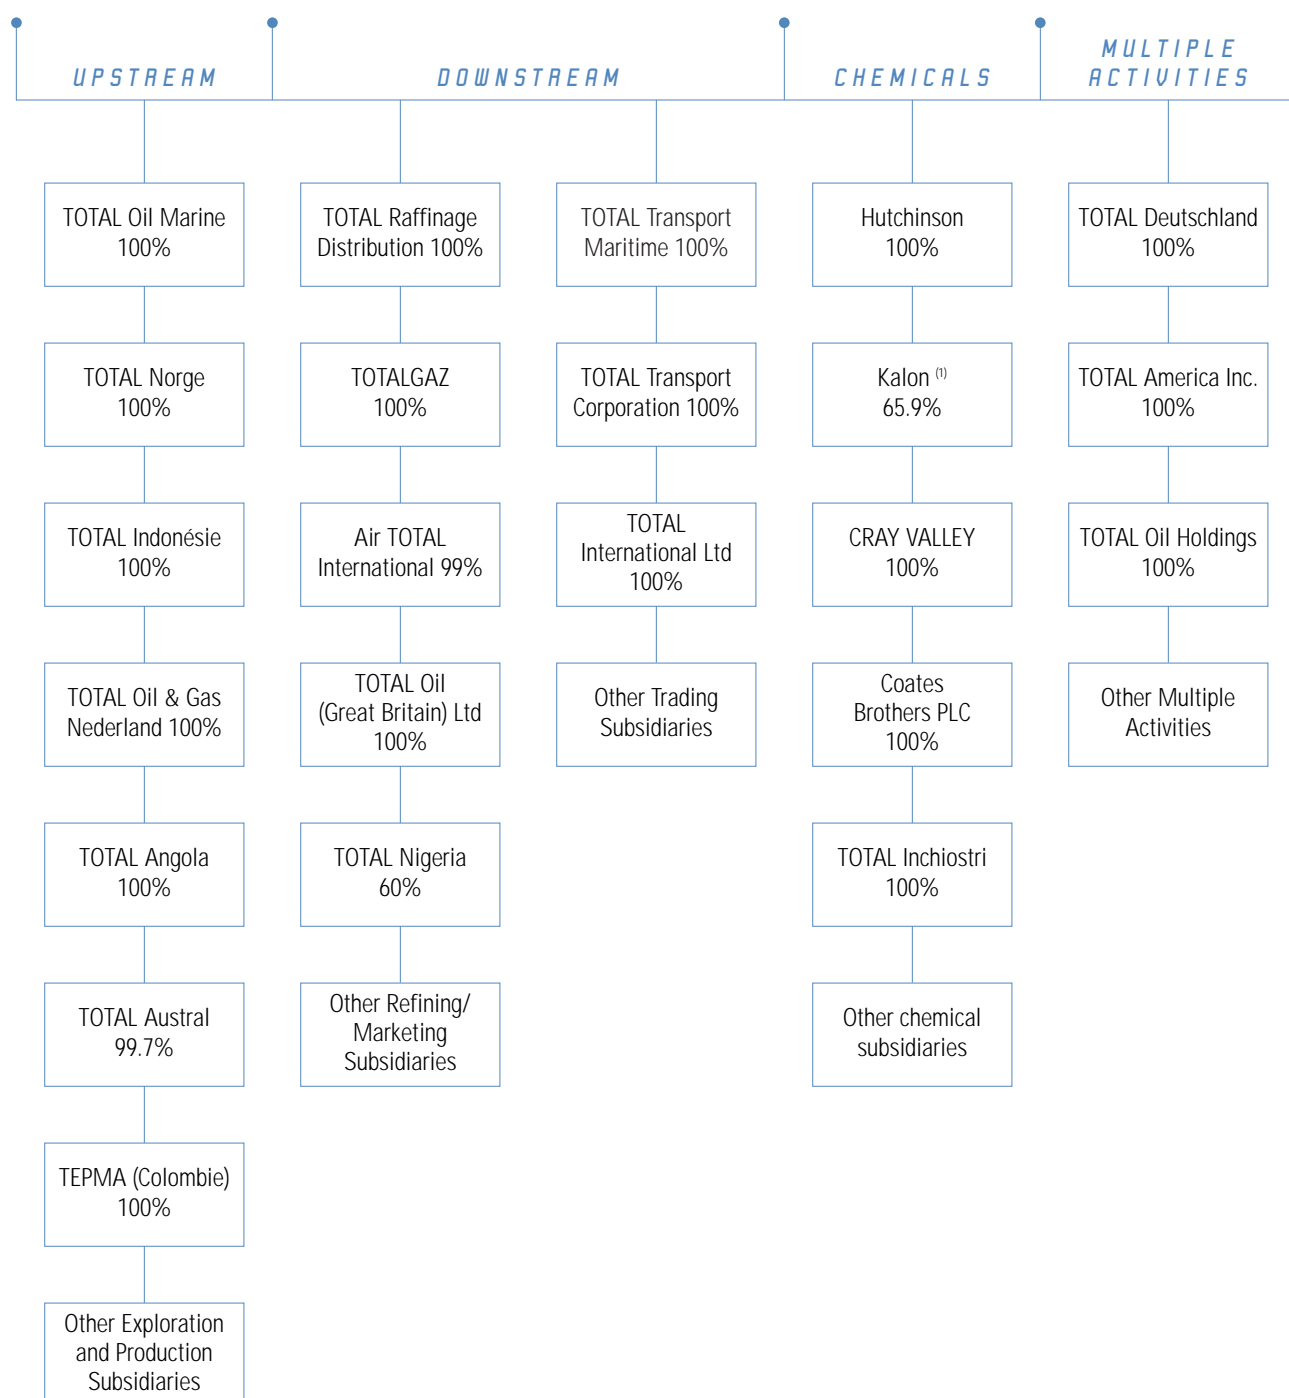 UPSTREAM
DOWNSTREAM
CHEMICALS
MULTIPLE
ACTIVITIES
TOTAL Oil Marine
100%
TOTAL Norge
100%
TOTAL Indonésie
100%
TOTAL Oil & Gas
Nederland 100%
TOTAL Angola
100%
TOTAL Austral
99.7%
TEPMA (Colombie)
100%
Other Exploration
and Production
Subsidiaries
TOTAL Raffinage
Distribution 100%
TOTALGAZ
100%
Air TOTAL
International 99%
TOTAL Oil
(Great Britain) Ltd
100%
TOTAL Nigeria
60%
Other Refining/
Marketing
Subsidiaries
TOTAL Transport
Maritime 100%
TOTAL Transport
Corporation 100%
TOTAL
International Ltd
100%
Other Trading
Subsidiaries
Hutchinson
100%
Kalon (1)
65.9%
CRAY VALLEY
100%
Coates
Brothers PLC
100%
TOTAL Inchiostri
100%
Other chemical
subsidiaries
TOTAL Deutschland
100%
TOTAL America Inc.
100%
TOTAL Oil Holdings
100%
Other Multiple
Activities